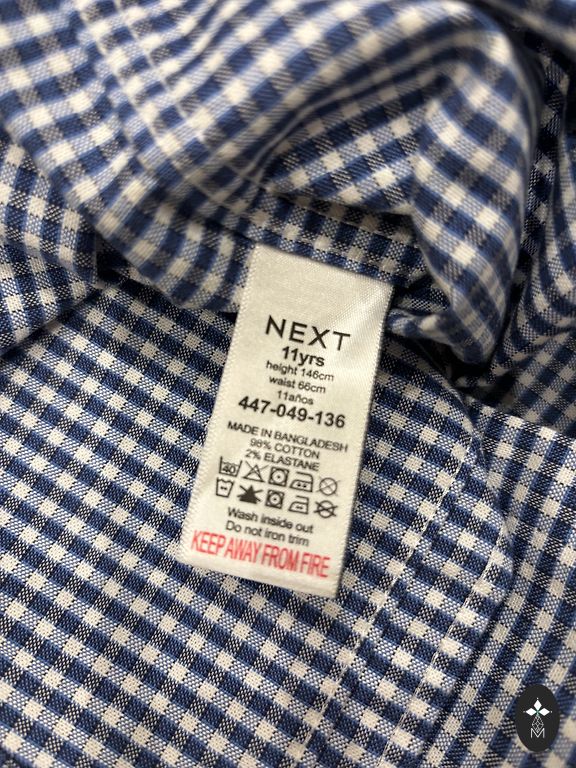 NEXT
11yrs
height 146cm
waist 66cm
11años
447-049-136
MADE IN BANGLADESH
98% COTTON
2% ELASTANE
40
Wash inside out
Do not iron trim
KEEP AWAY FROM FIRE
M